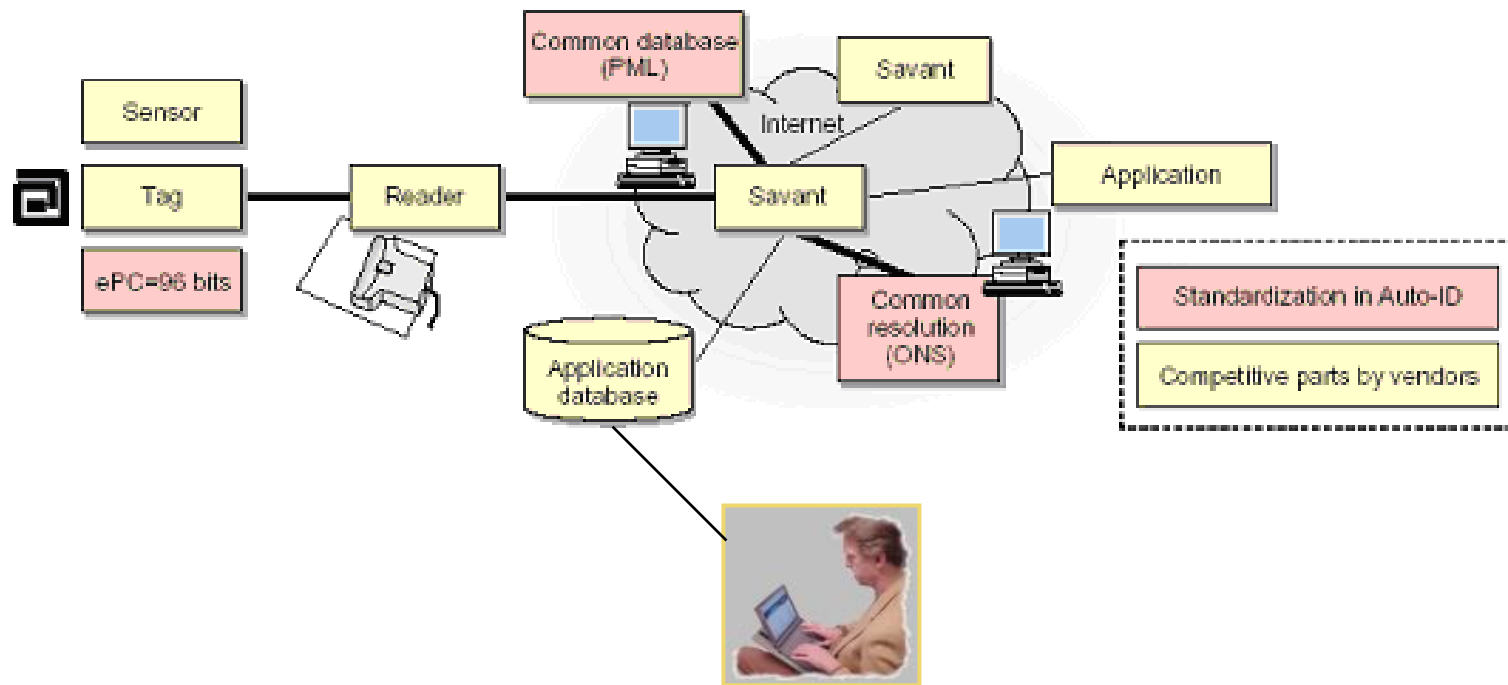 Common database
(PML)
Savant
Sensor
Internet
Tag
Reader
Savant
Application
ePC=96 bits
Common
resolution
(ONS)
Standardization in Auto-ID
Application
database
Competitive parts by vendors